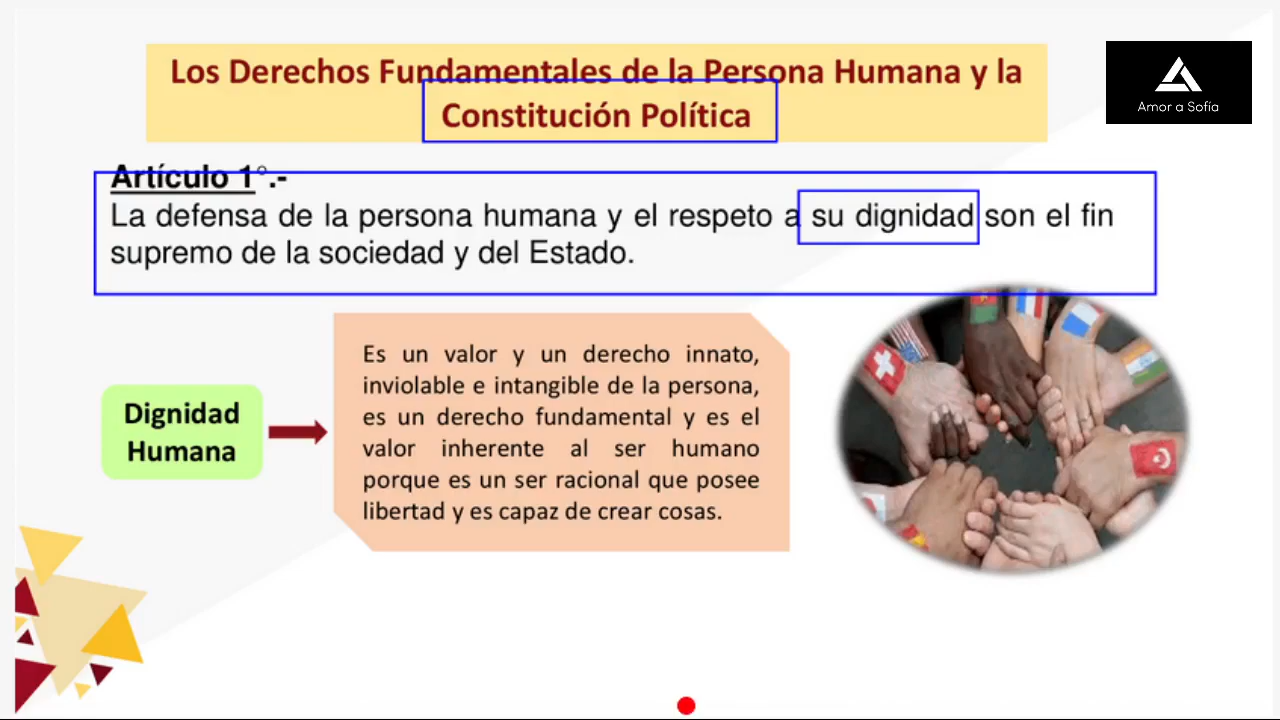 Los Derechos Fundamentales de la Persona Humana y la
Constitución Política
Amor a Sofía
Artículo 1°.-
La defensa de la persona humana y el respeto a su dignidad son el fin
supremo de la sociedad y del Estado.
Dignidad
Humana
Es un valor y un derecho innato,
inviolable e intangible de la persona,
es un derecho fundamental y es el
valor inherente al ser humano
porque es un ser racional que posee
libertad y es capaz de crear cosas.